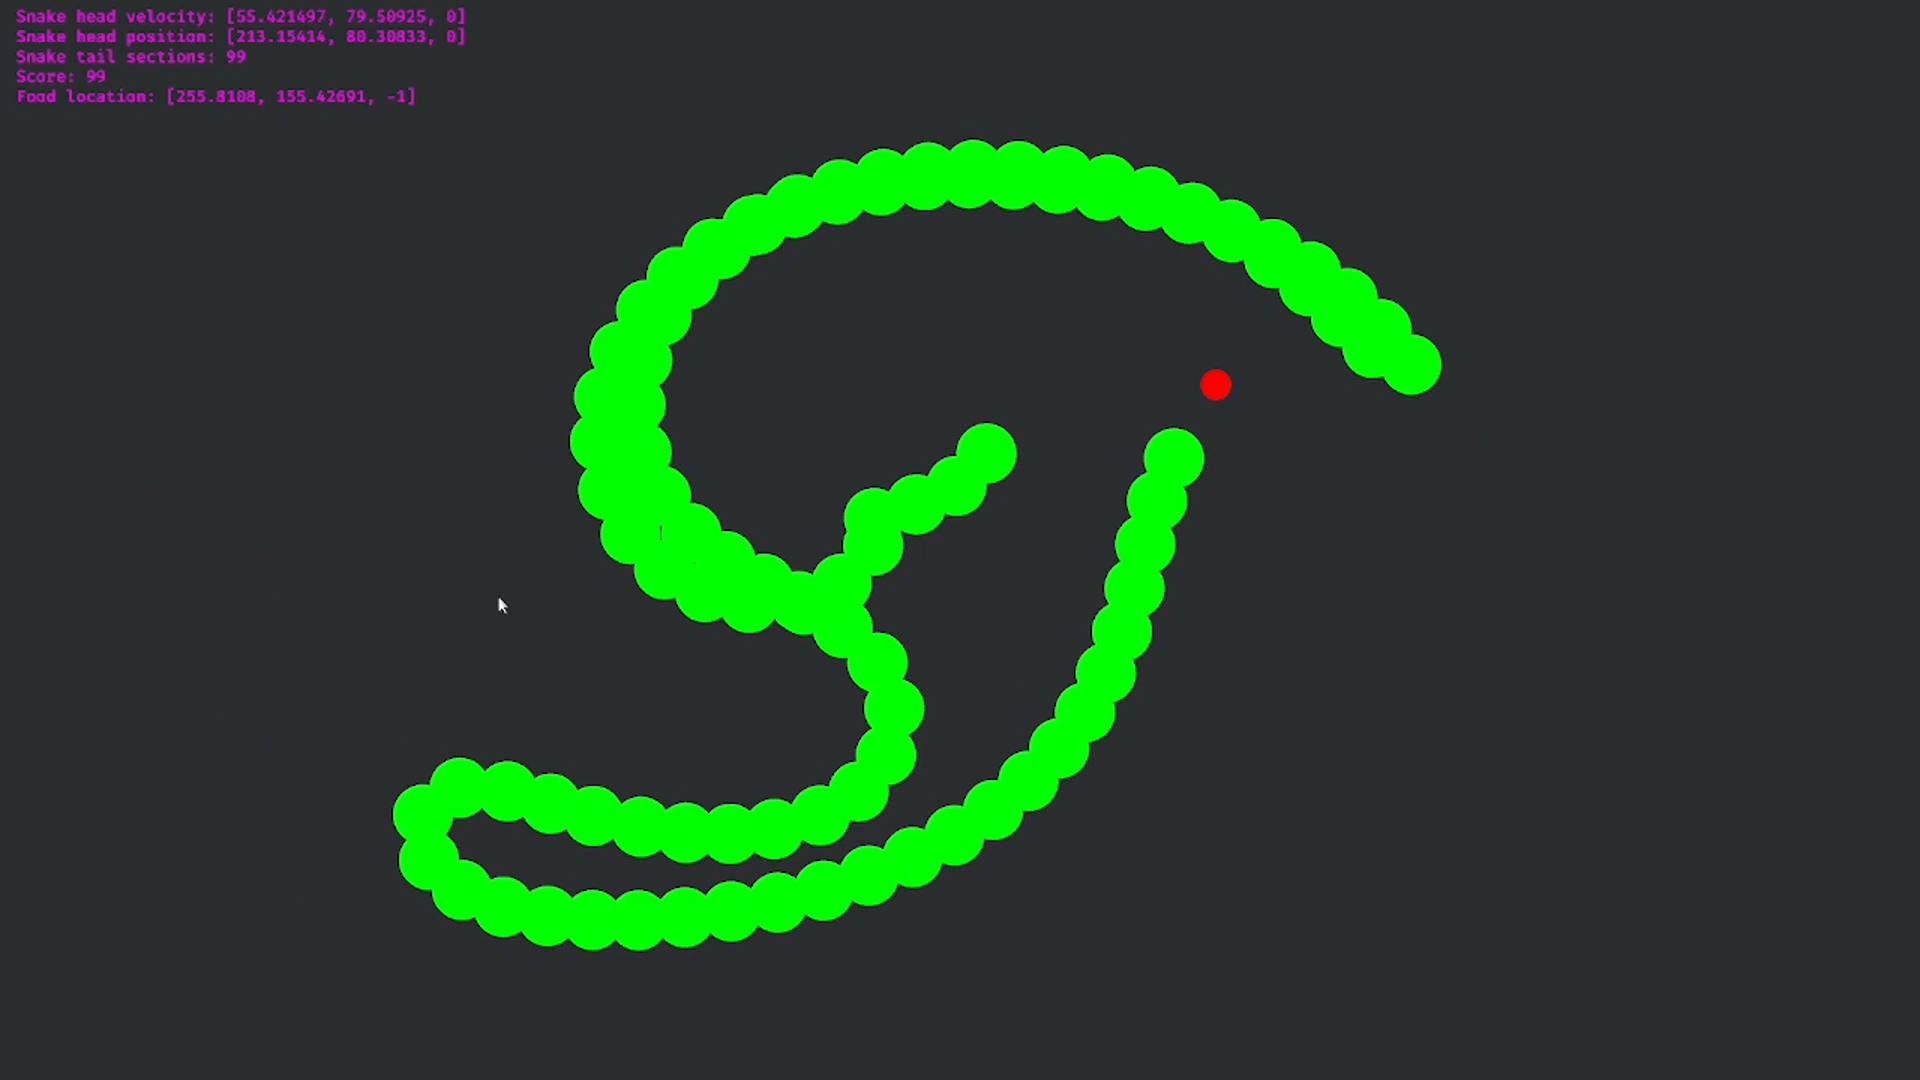 Snake head velocity: [55.421497, 79.50925, 0]
Snake head position: [213.15414, 80.30833, 0]
Snake tail sections: 99
Score: 99
Food location: [255.8108, 155.42691, -1]